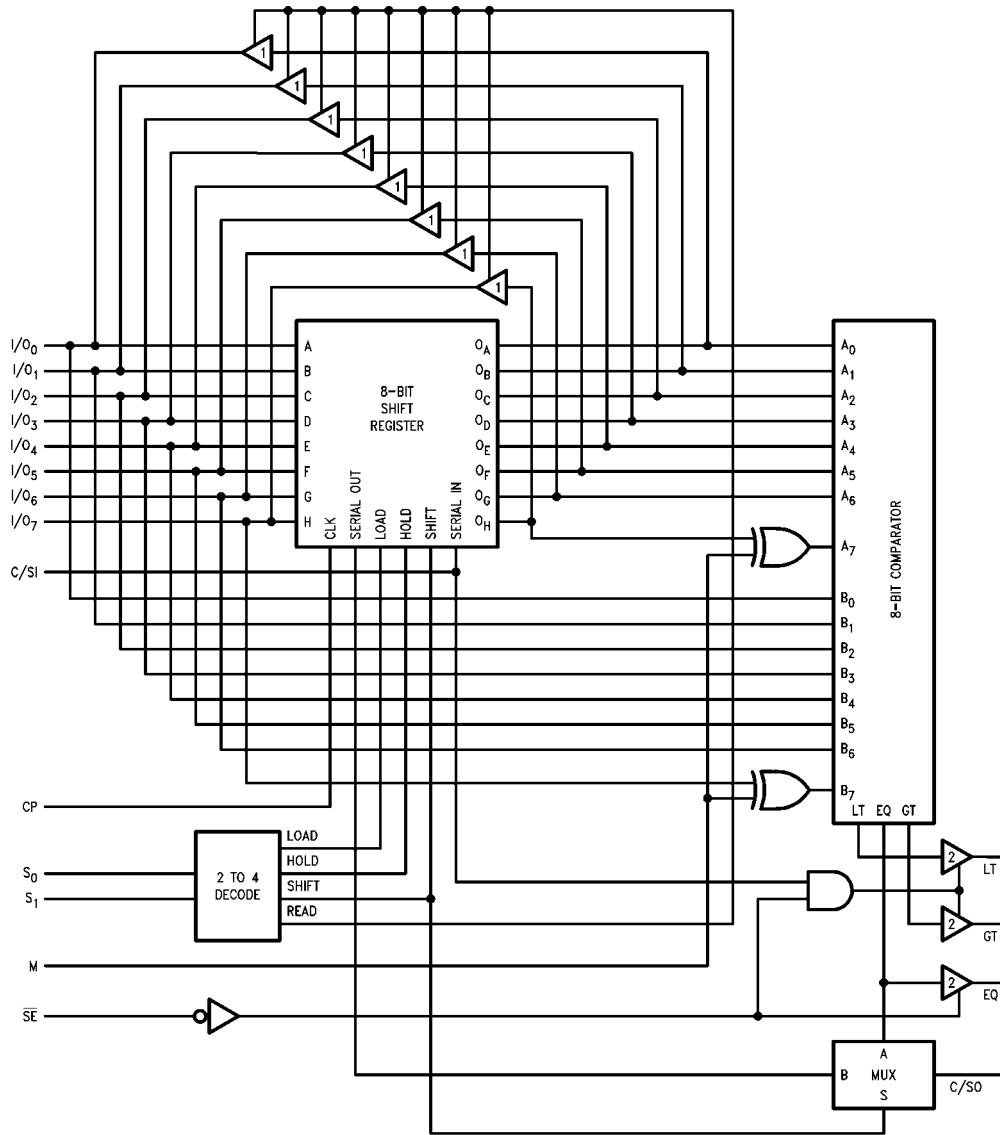 1
1
1
1
1
1
1
1
I/O0
I/O1
I/O2
I/O3
I/O4
I/O5
I/O6
I/O7
A
B
C
D
E
F
G
H
8-BIT
SHIFT
REGISTER
OA
OB
OC
OD
OE
OF
OG
OH
CLK
SERIAL OUT
LOAD
HOLD
SHIFT
SERIAL IN
A0
A1
A2
A3
A4
A5
A6
A7
B0
B1
B2
B3
B4
B5
B6
B7
8-BIT COMPARATOR
LT EQ GT
C/SI
CP
S0
S1
2 TO 4
DECODE
LOAD
HOLD
SHIFT
READ
M
SE
2
LT
2
GT
2
EQ
A
B MUX
S
C/SO